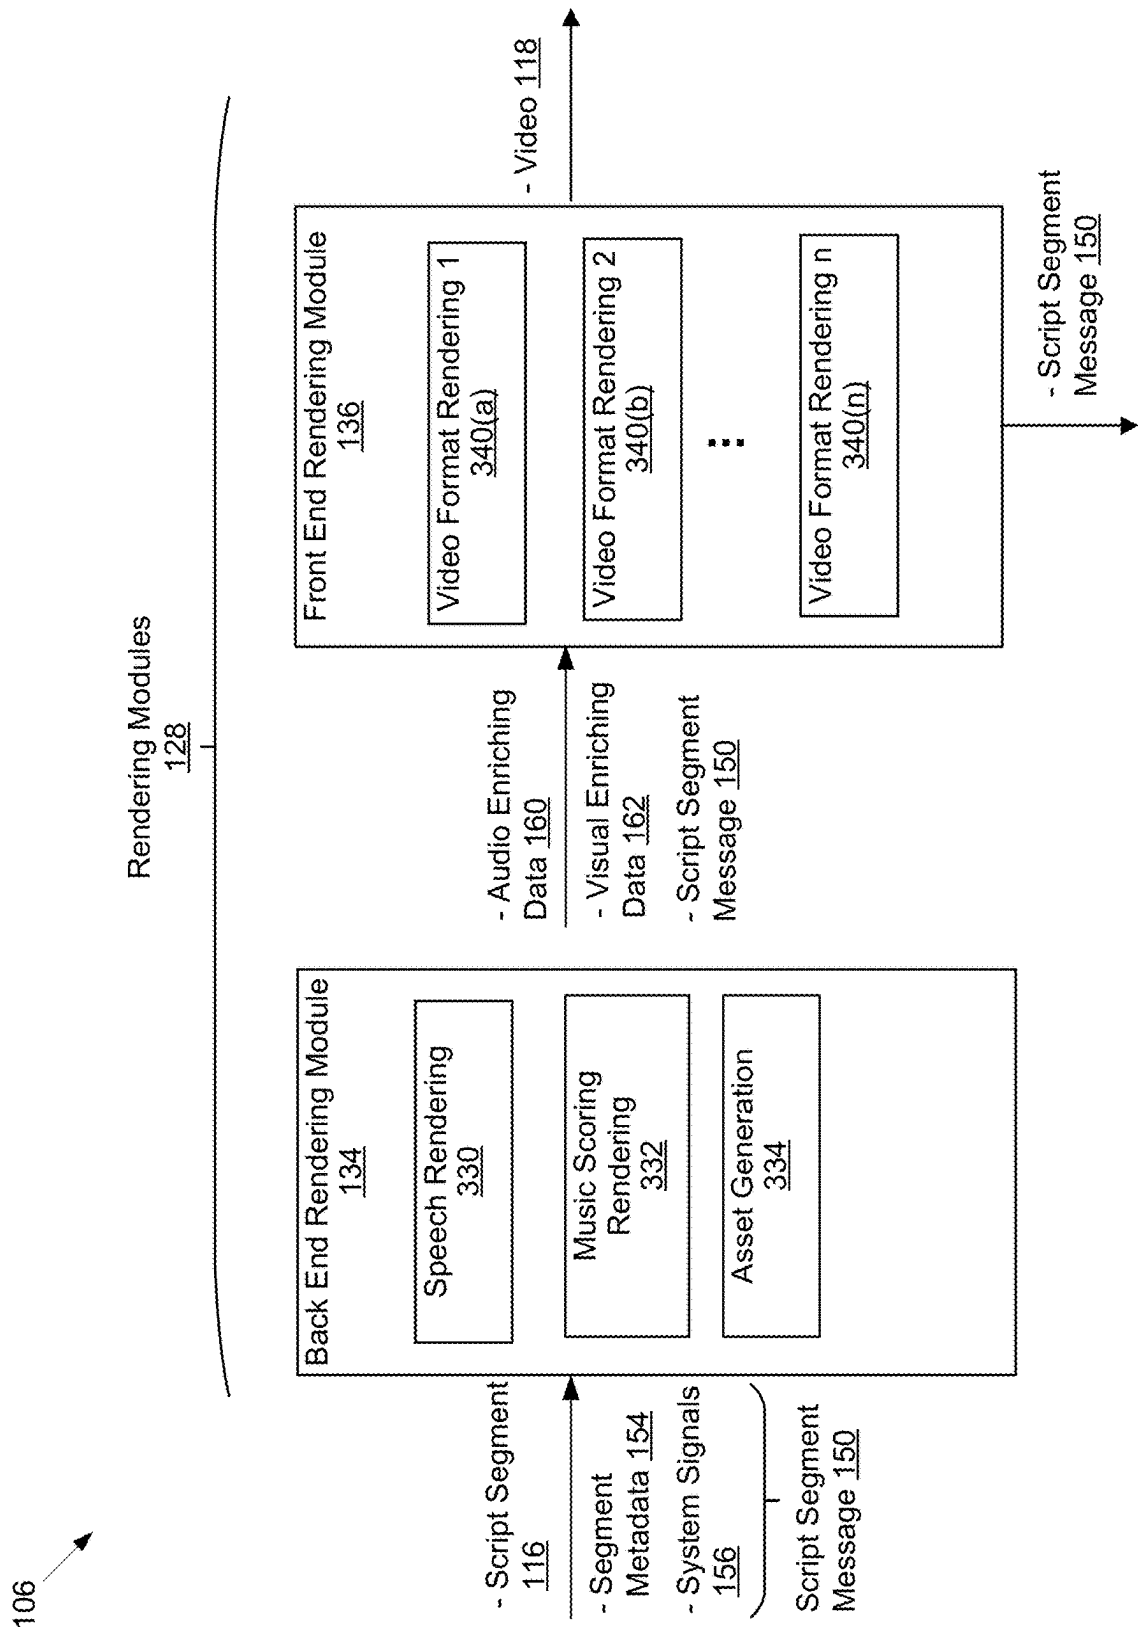 106
Rendering Modules
128
- Script Segment
116
- Segment
Metadata 154
- System Signals
156
Script Segment
Message 150
Back End Rendering Module
134
Speech Rendering
330
Music Scoring
Rendering
332
Asset Generation
334
- Audio Enriching
Data 160
- Visual Enriching
Data 162
- Script Segment
Message 150
Front End Rendering Module
136
Video Format Rendering 1
340(a)
Video Format Rendering 2
340(b)
...
Video Format Rendering n
340(n)
- Video 118
- Script Segment
Message 150